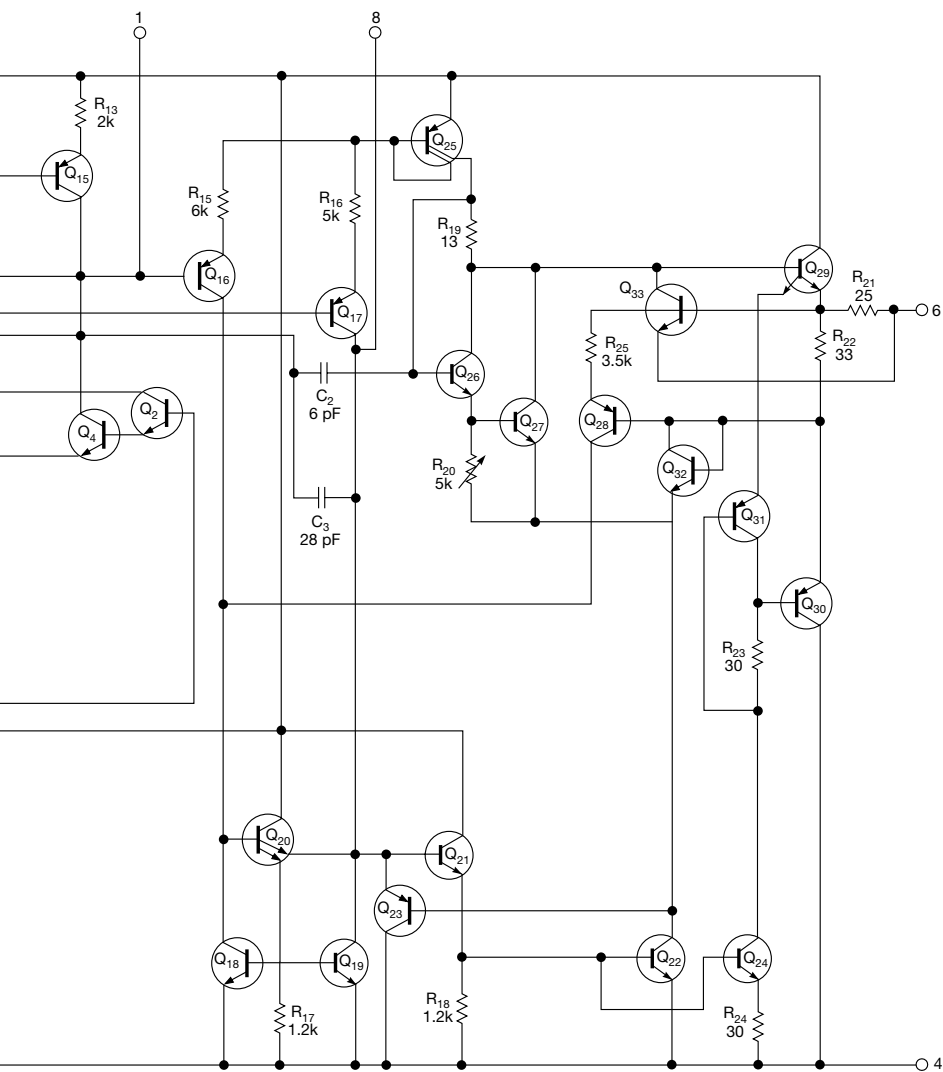 1
8
R13
2k
Q25
Q15
R15
6k
R16
5k
R19
13
Q16
Q29
R21
25
Q33
6
Q17
R22
33
R25
3.5k
Q26
C2
6 pF
Q2
Q4
Q27
Q28
R20
5k
Q32
C3
28 pF
Q31
Q30
R23
30
Q20
Q21
Q23
Q18
Q19
Q22
Q24
R17
1.2k
R18
1.2k
R24
30
4